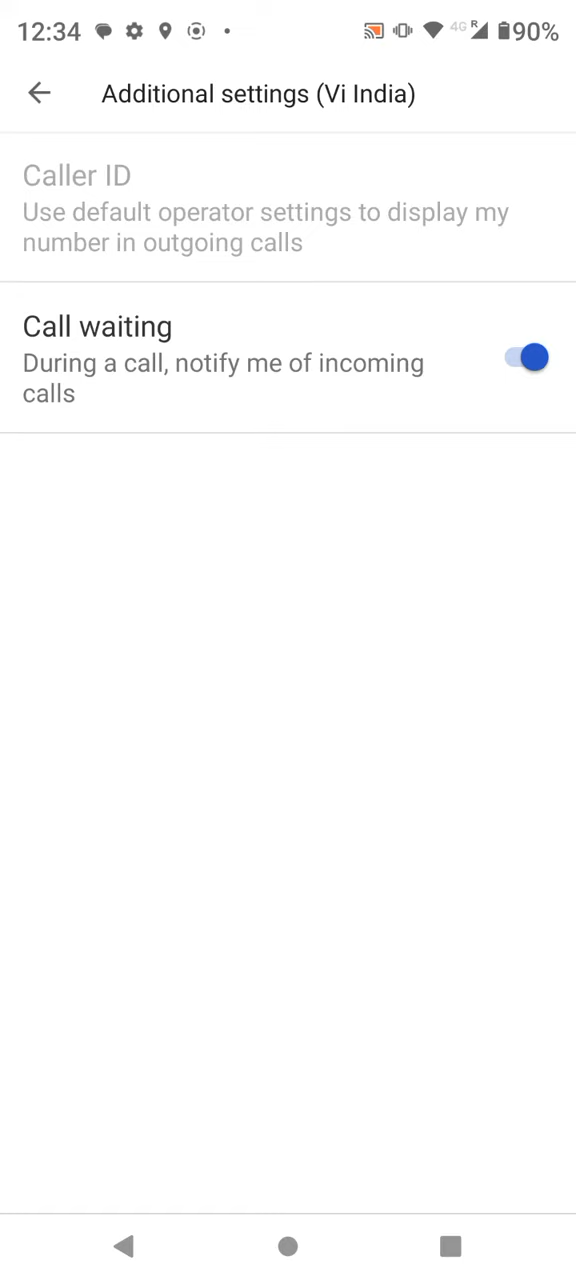 12:34 4G R 90%
Additional settings (Vi India)
Caller ID
Use default operator settings to display my
number in outgoing calls
Call waiting
During a call, notify me of incoming
calls